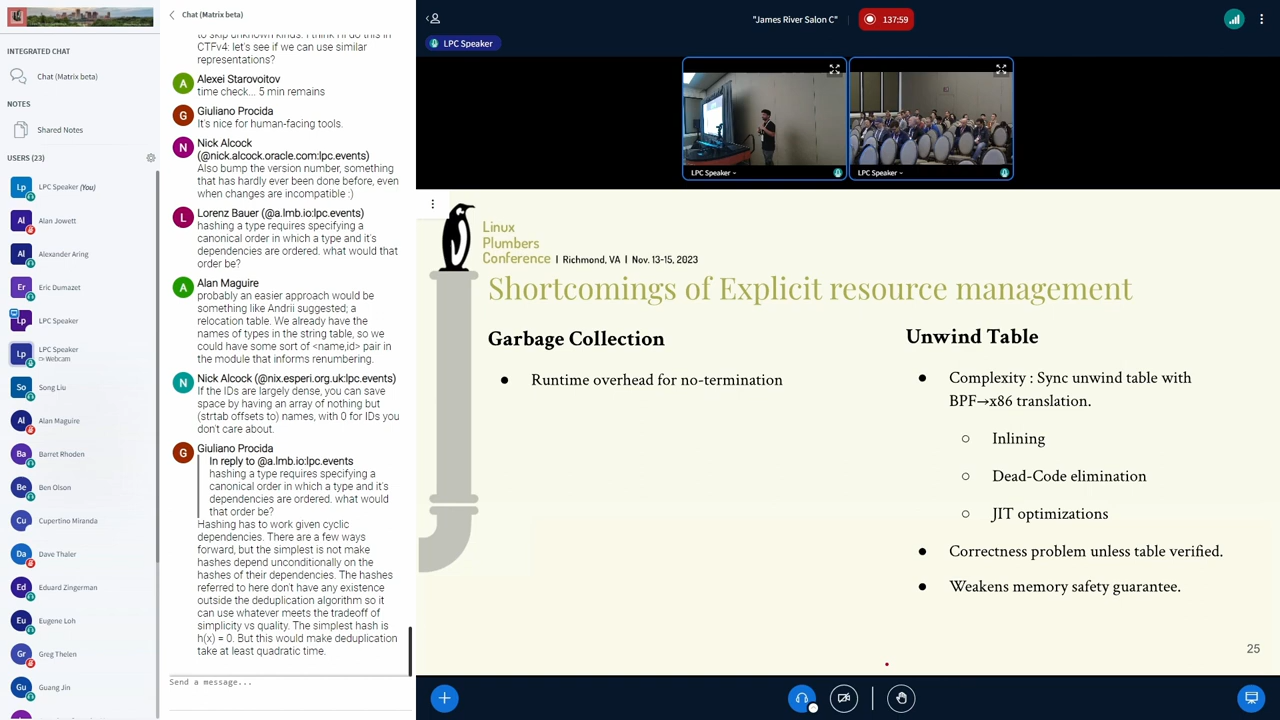 INTEGRATED CHAT
Chat (Matrix beta)
NOTES
Shared Notes
USERS (23)
Lp LPC Speaker (You)
Al Alan Jowett
Al Alexander Aring
Er Eric Dumazet
Lp LPC Speaker
Lp LPC Speaker
Webcam
So Song Liu
Al Alan Maguire
Ba Barret Rhoden
Be Ben Olson
Cu Cupertino Miranda
Da Dave Thaler
Ed Eduard Zingerman
Eu Eugene Loh
Gr Greg Thelen
Gu Guang Jin
Chat (Matrix beta)
to skip unknown kinds. I think I'll do this in
CTFv4: let's see if we can use similar
representations?
A Alexei Starovoitov
time check... 5 min remains
G Giuliano Procida
It's nice for human-facing tools.
N Nick Alcock
(@nick.alcock.oracle.com:lpc.events)
Also bump the version number, something
that has hardly ever been done before, even
when changes are incompatible :)
L Lorenz Bauer (@a.lmb.io:lpc.events)
hashing a type requires specifying a
canonical order in which a type and it's
dependencies are ordered. what would that
order be?
A Alan Maguire
probably an easier approach would be
something like Andrii suggested; a
relocation table. We already have the
names of types in the string table, so we
could have some sort of <name,id> pair in
the module that informs renumbering.
N Nick Alcock (@nix.esperi.org.uk:lpc.events)
If the IDs are largely dense, you can save
space by having an array of nothing but
(strtab offsets to) names, with 0 for IDs you
don't care about.
G Giuliano Procida
In reply to @a.lmb.io:lpc.events
hashing a type requires specifying a
canonical order in which a type and it's
dependencies are ordered. what would
that order be?
Hashing has to work given cyclic
dependencies. There are a few ways
forward, but the simplest is not make
hashes depend unconditionally on the
hashes of their dependencies. The hashes
referred to here don't have any existence
outside the deduplication algorithm so it
can use whatever meets the tradeoff of
simplicity vs quality. The simplest hash is
h(x) = 0. But this would make deduplication
take at least quadratic time.
Send a message...
"James River Salon C"
137:59
LPC Speaker
LPC Speaker
LPC Speaker
Linux
Plumbers
Conference | Richmond, VA | Nov. 13-15, 2023
Shortcomings of Explicit resource management
Garbage Collection
● Runtime overhead for no-termination
Unwind Table
● Complexity : Sync unwind table with
BPF→x86 translation.
○ Inlining
○ Dead-Code elimination
○ JIT optimizations
● Correctness problem unless table verified.
● Weakens memory safety guarantee.
25